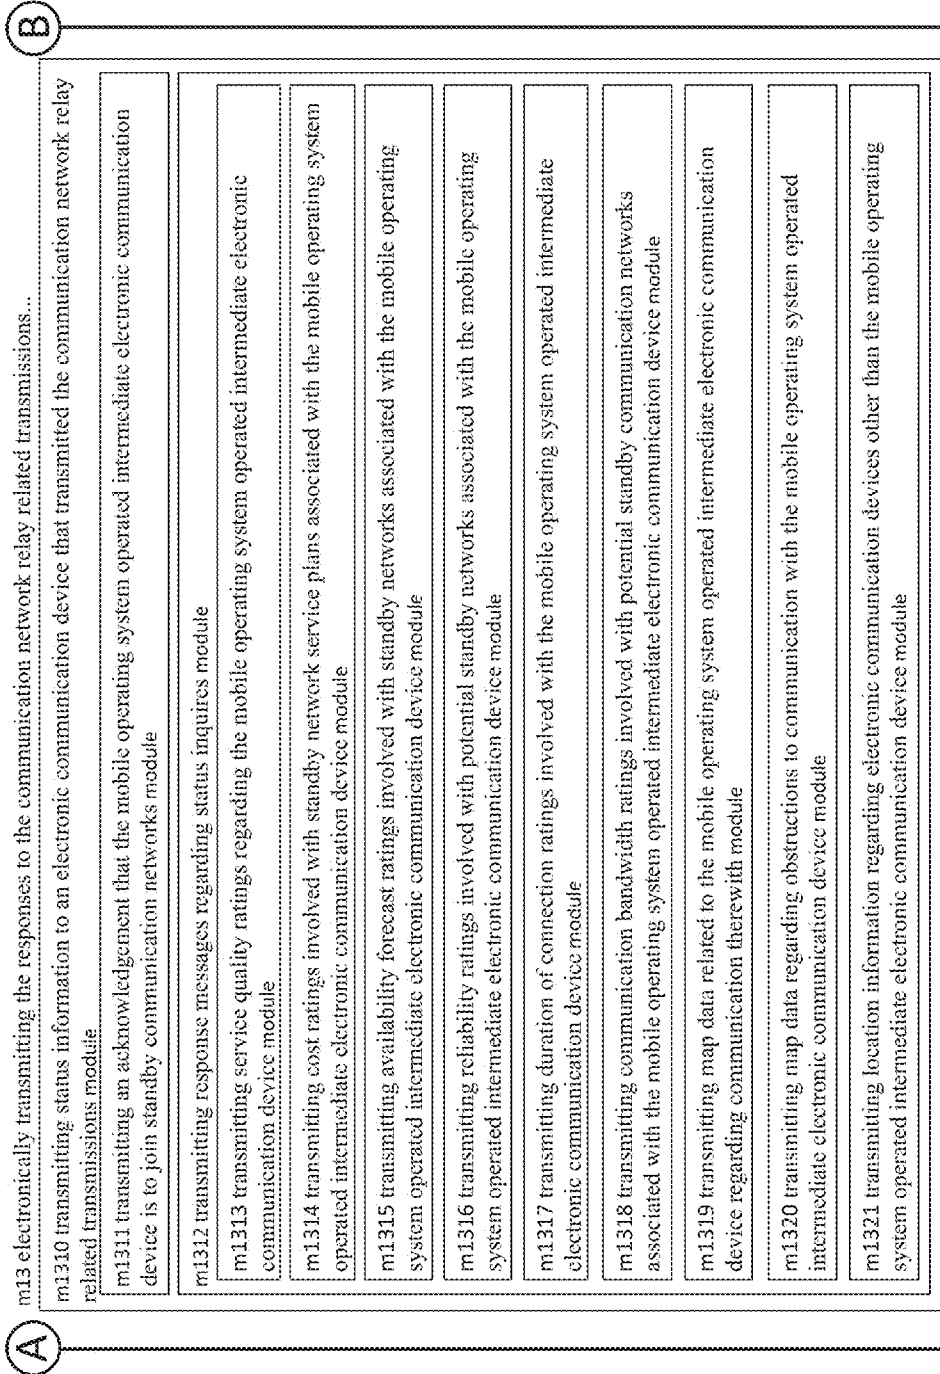 A
B
m13 electronically transmitting the responses to the communication network relay related transmissions...
m1310 transmitting status information to an electronic communication device that transmitted the communication network relay
related transmissions module
m1311 transmitting an acknowledgement that the mobile operating system operated intermediate electronic communication
device is to join standby communication networks module
m1312 transmitting response messages regarding status inquires module
m1313 transmitting service quality ratings regarding the mobile operating system operated intermediate electronic
communication device module
m1314 transmitting cost ratings involved with standby network service plans associated with the mobile operating system
operated intermediate electronic communication device module
m1315 transmitting availability forecast ratings involved with standby networks associated with the mobile operating
system operated intermediate electronic communication device module
m1316 transmitting reliability ratings involved with potential standby networks associated with the mobile operating
system operated intermediate electronic communication device module
m1317 transmitting duration of connection ratings involved with the mobile operating system operated intermediate
electronic communication device module
m1318 transmitting communication bandwidth ratings involved with potential standby communication networks
associated with the mobile operating system operated intermediate electronic communication device module
m1319 transmitting map data related to the mobile operating system operated intermediate electronic communication
device regarding communication therewith module
m1320 transmitting map data regarding obstructions to communication with the mobile operating system operated
intermediate electronic communication device module
m1321 transmitting location information regarding electronic communication devices other than the mobile operating
system operated intermediate electronic communication device module